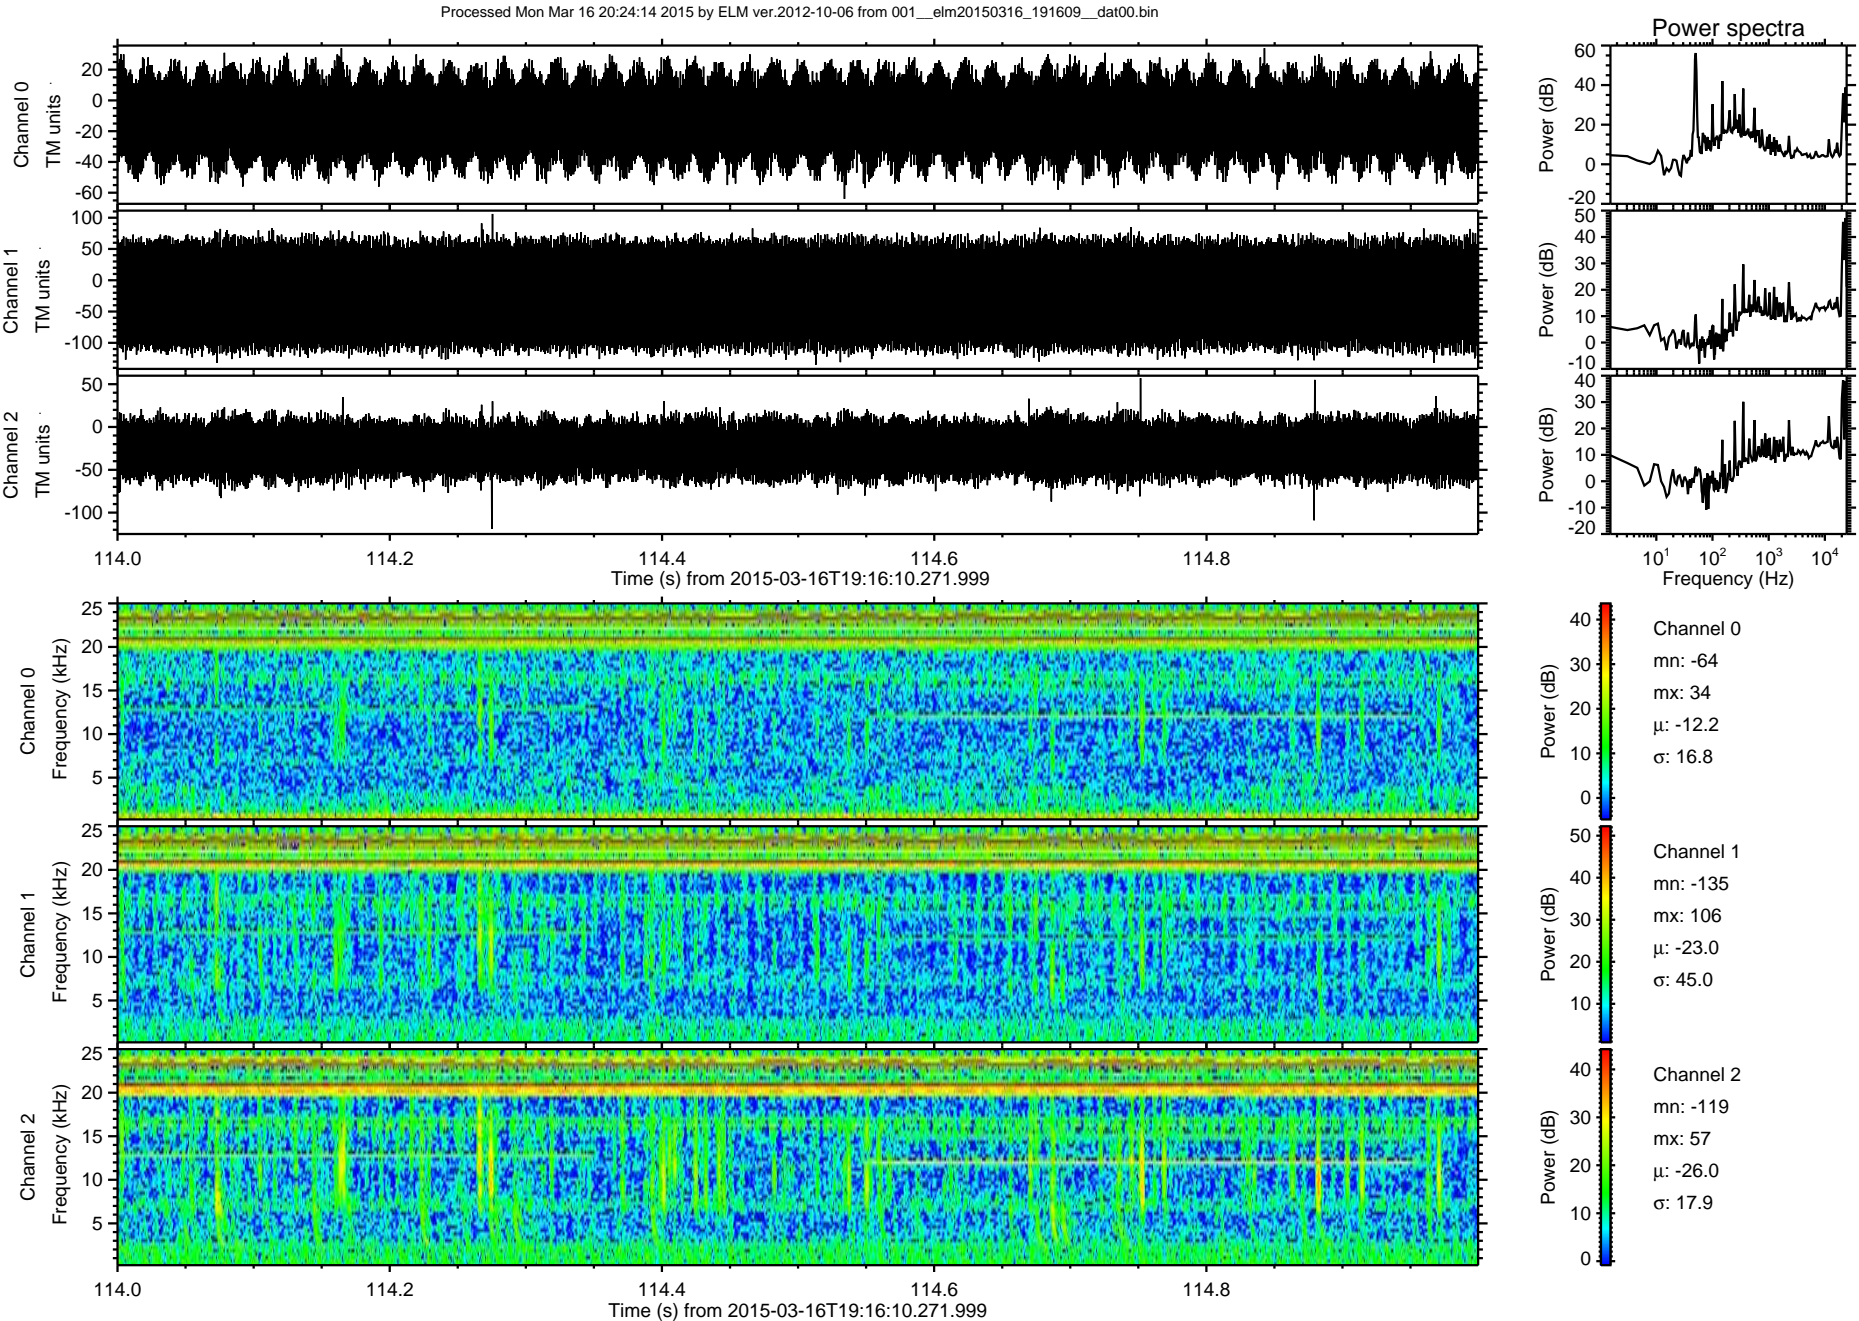 Processed Mon Mar 16 20:24:14 2015 by ELM ver.2012-10-06 from 001__elm20150316_191609__dat00.bin
Power spectra
Channel 0
TM units
20
0
-20
-40
-60
Power (dB)
60
40
20
0
-20
Channel 1
TM units
100
50
0
-50
-100
Power (dB)
50
40
30
20
10
0
-10
Channel 2
TM units
50
0
-50
-100
Power (dB)
40
30
20
10
0
-10
-20
114.0 114.2 114.4 114.6 114.8
Time (s) from 2015-03-16T19:16:10.271.999
10^1 10^2 10^3 10^4
Frequency (Hz)
Channel 0
Frequency (kHz)
25
20
15
10
5
Power (dB)
40
30
20
10
0
Channel 0
mn: -64
mx: 34
μ: -12.2
σ: 16.8
Channel 1
Frequency (kHz)
25
20
15
10
5
Power (dB)
50
40
30
20
10
Channel 1
mn: -135
mx: 106
μ: -23.0
σ: 45.0
Channel 2
Frequency (kHz)
25
20
15
10
5
Power (dB)
40
30
20
10
0
Channel 2
mn: -119
mx: 57
μ: -26.0
σ: 17.9
114.0 114.2 114.4 114.6 114.8
Time (s) from 2015-03-16T19:16:10.271.999